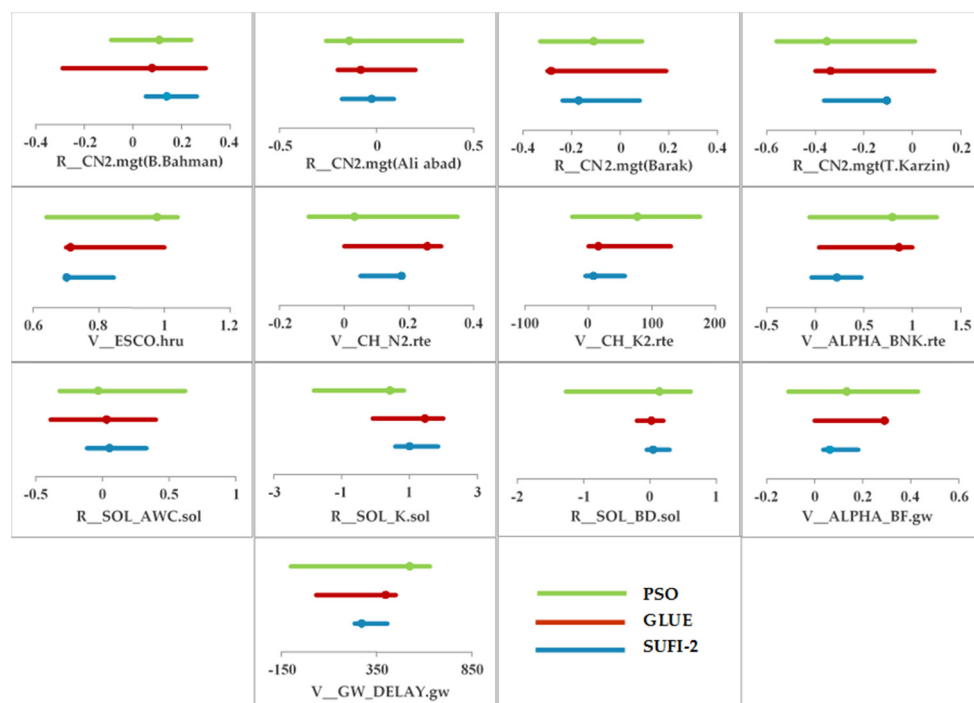 -0.4 -0.2 0 0.2 0.4
R__CN2.mgt(B.Bahman)
-0.5 0 0.5
R__CN2.mgt(Ali abad)
-0.4 -0.2 0 0.2 0.4
R__CN2.mgt(Barak)
-0.6 -0.4 -0.2 0 0.2
R__CN2.mgt(T.Karzin)
0.6 0.8 1 1.2
V__ESCO.hru
-0.2 0 0.2 0.4
V__CH_N2.rte
-100 0 100 200
V__CH_K2.rte
-0.5 0 0.5 1 1.5
V__ALPHA_BNK.rte
-0.5 0 0.5 1
R__SOL_AWC.sol
-3 -1 1 3
R__SOL_K.sol
-2 -1 0 1
R__SOL_BD.sol
-0.2 0 0.2 0.4 0.6
V__ALPHA_BF.gw
-150 350 850
V__GW_DELAY.gw
PSO
GLUE
SUFI-2